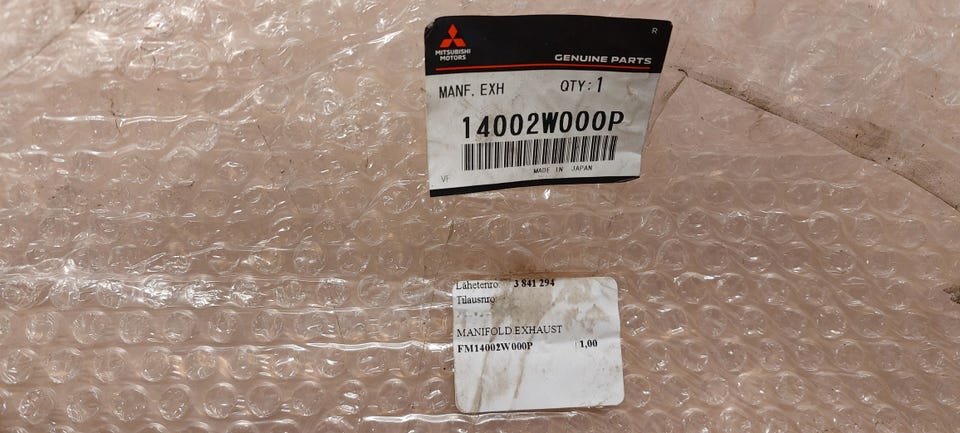 R
MITSUBISHI
MOTORS
GENUINE PARTS
MANF. EXH QTY: 1
14002W000P
MADE IN JAPAN
VF
Lähetenro: 3 841 294
Tilausnro:
MANIFOLD EXHAUST
FM14002W000P 1,00